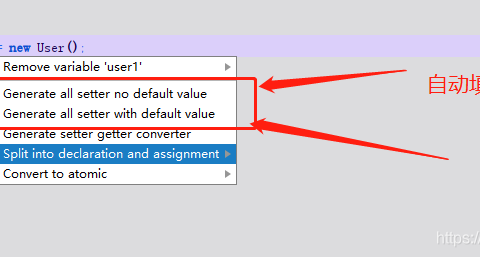 = new User();
Remove variable 'user1'
Generate all setter no default value
Generate all setter with default value
Generate setter getter converter
Split into declaration and assignment
Convert to atomic
自动填
https://